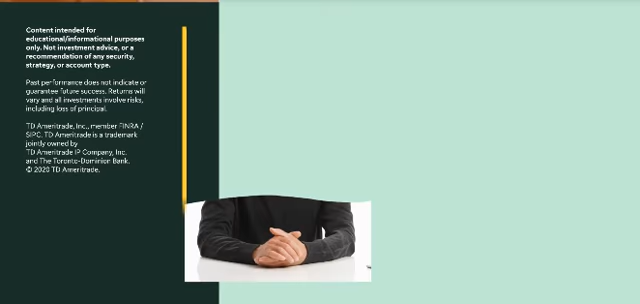 Content intended for
educational/informational purposes
only. Not investment advice, or a
recommendation of any security,
strategy, or account type.
Past performance does not indicate or
guarantee future success. Returns will
vary and all investments involve risks,
including loss of principal.
TD Ameritrade, Inc., member FINRA /
SIPC. TD Ameritrade is a trademark
jointly owned by
TD Ameritrade IP Company, Inc.
and The Toronto-Dominion Bank.
© 2020 TD Ameritrade.